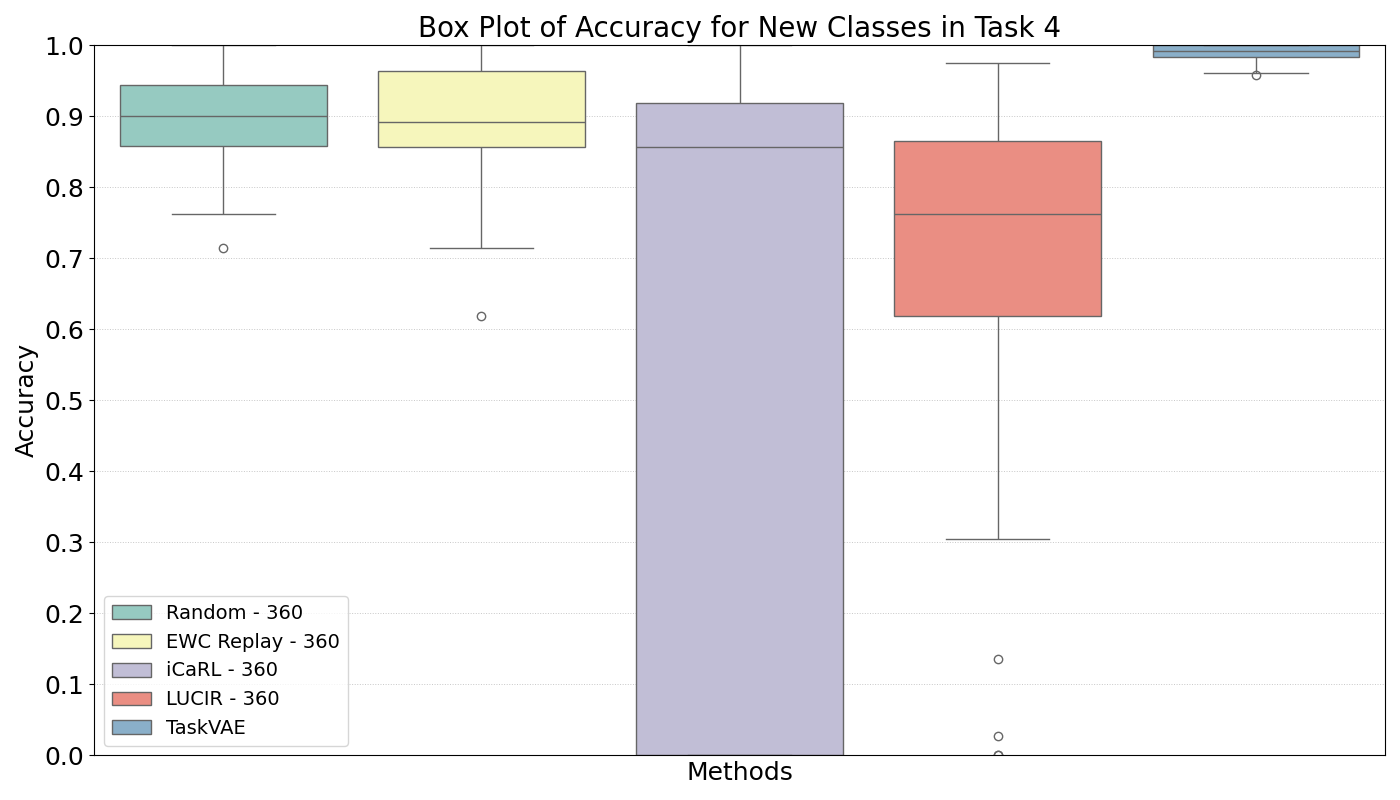 Box Plot of Accuracy for New Classes in Task 4
1.0
0.9
0.8
0.7
0.6
0.5
0.4
0.3
0.2
0.1
0.0
Accuracy
Random - 360
EWC Replay - 360
iCaRL - 360
LUCIR - 360
TaskVAE
Methods